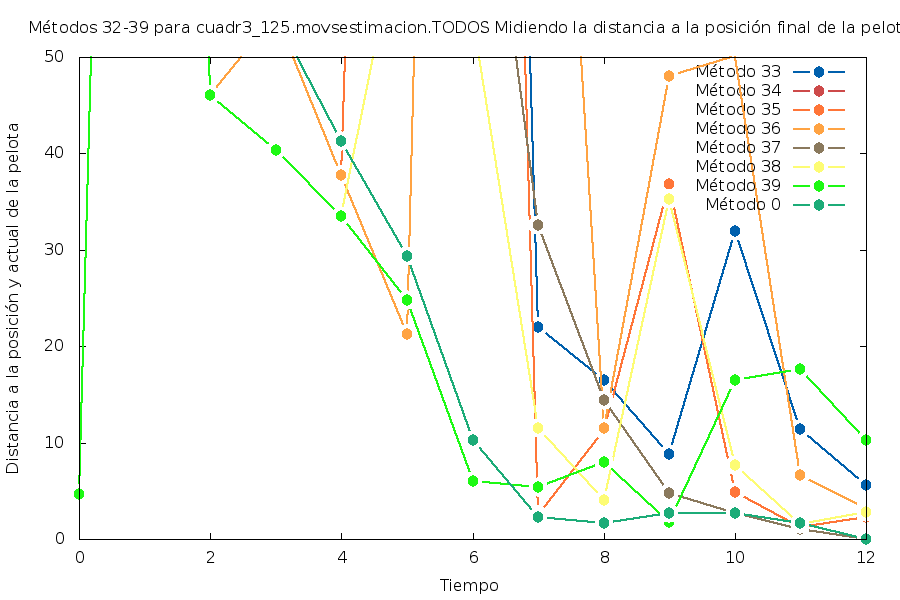 Métodos 32-39 para cuadr3_125.movsestimacion.TODOS Midiendo la distancia a la posición final de la pelot
Distancia a la posición y actual de la pelota
50
40
30
20
10
0
Método 33
Método 34
Método 35
Método 36
Método 37
Método 38
Método 39
Método 0
0 2 4 6 8 10 12
Tiempo